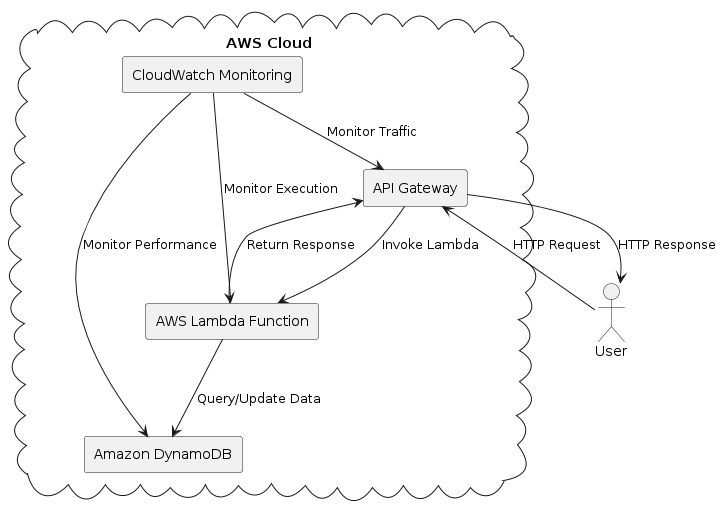 AWS Cloud
CloudWatch Monitoring
Monitor Traffic
API Gateway
Monitor Execution
Monitor Performance
Return Response
Invoke Lambda
HTTP Request
HTTP Response
AWS Lambda Function
User
Query/Update Data
Amazon DynamoDB